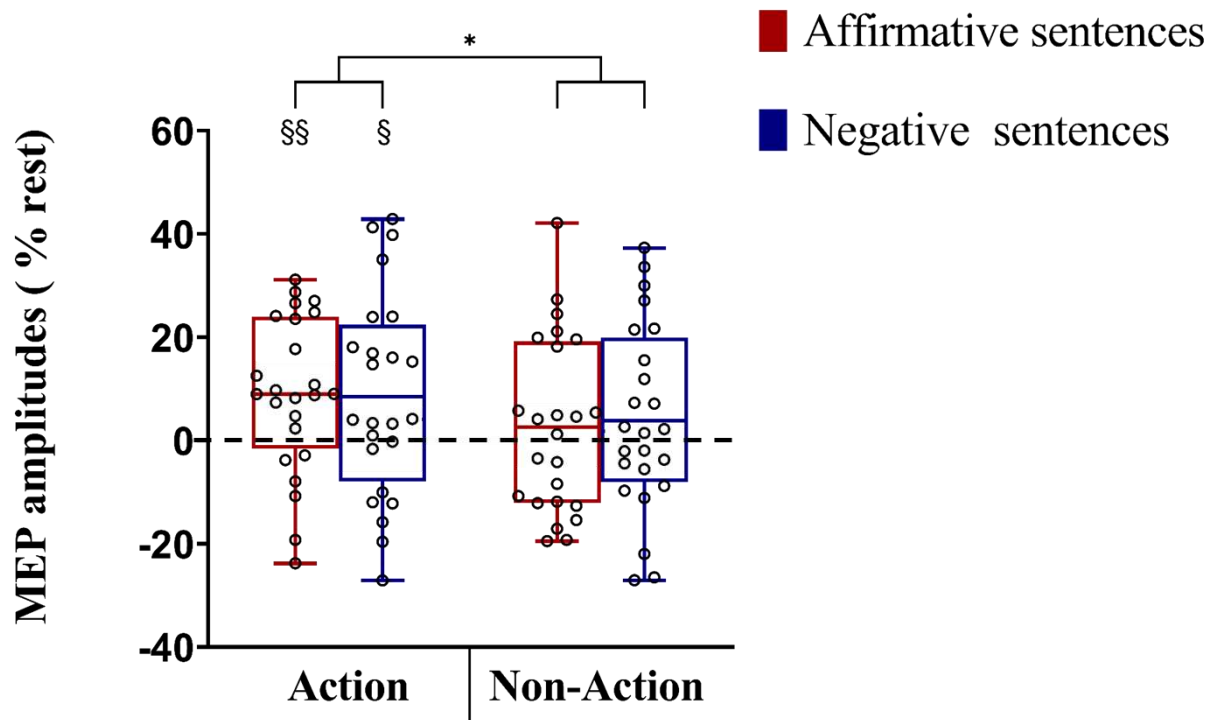 *
Affirmative sentences
Negative sentences
§§
§
MEP amplitudes ( % rest)
60
40
20
0
-20
-40
Action
Non-Action